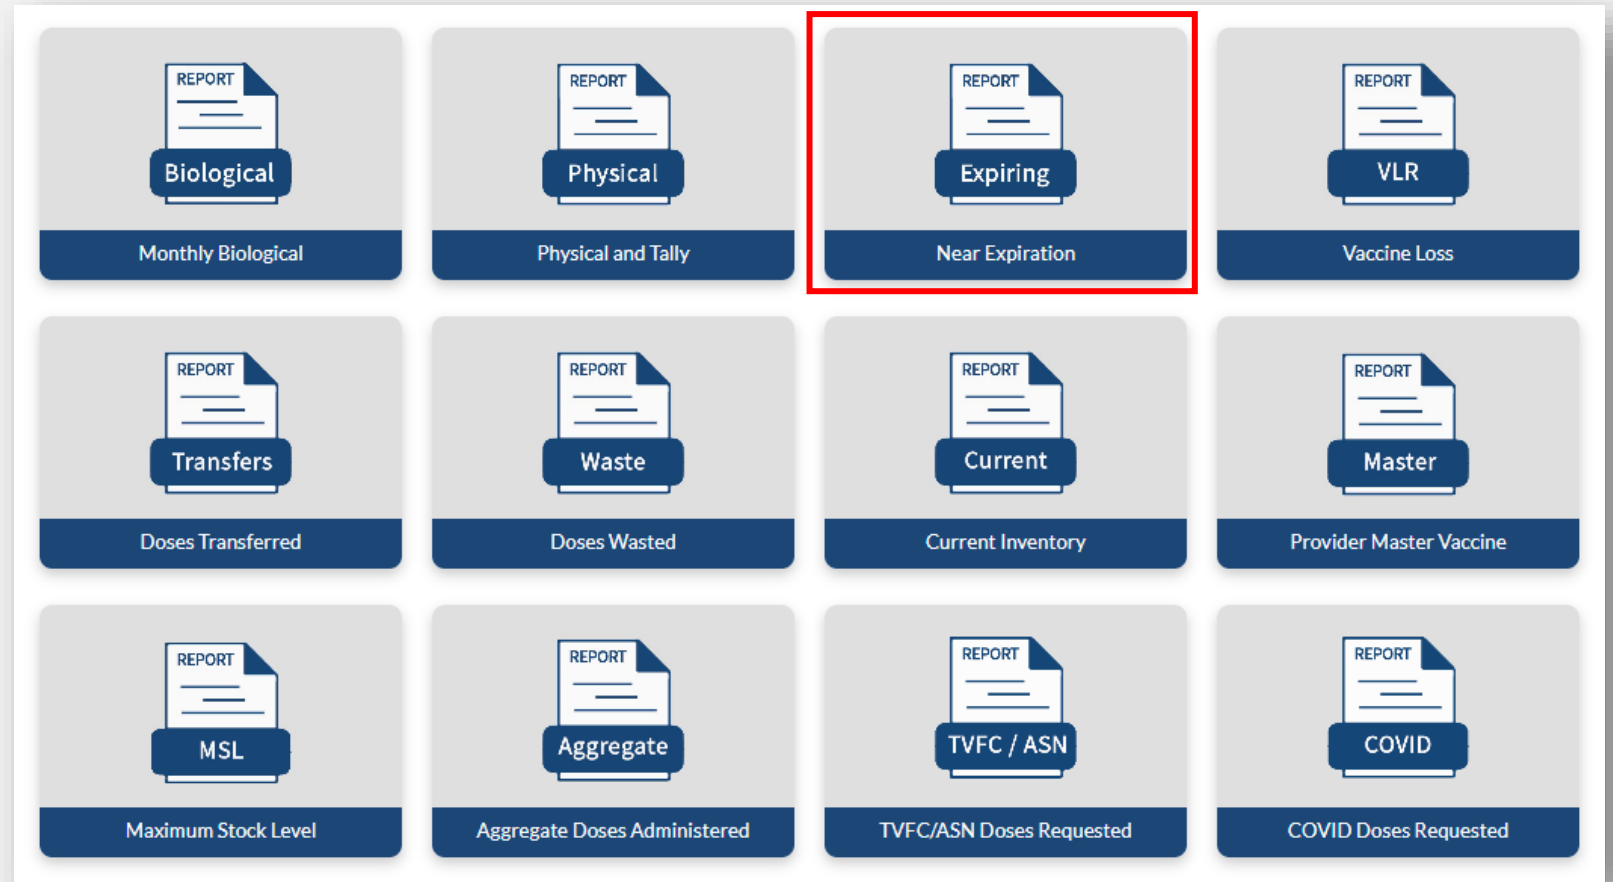 REPORT
Biological
Monthly Biological
REPORT
Physical
Physical and Tally
REPORT
Expiring
Near Expiration
REPORT
VLR
Vaccine Loss
REPORT
Transfers
Doses Transferred
REPORT
Waste
Doses Wasted
REPORT
Current
Current Inventory
REPORT
Master
Provider Master Vaccine
REPORT
MSL
Maximum Stock Level
REPORT
Aggregate
Aggregate Doses Administered
REPORT
TVFC / ASN
TVFC/ASN Doses Requested
REPORT
COVID
COVID Doses Requested